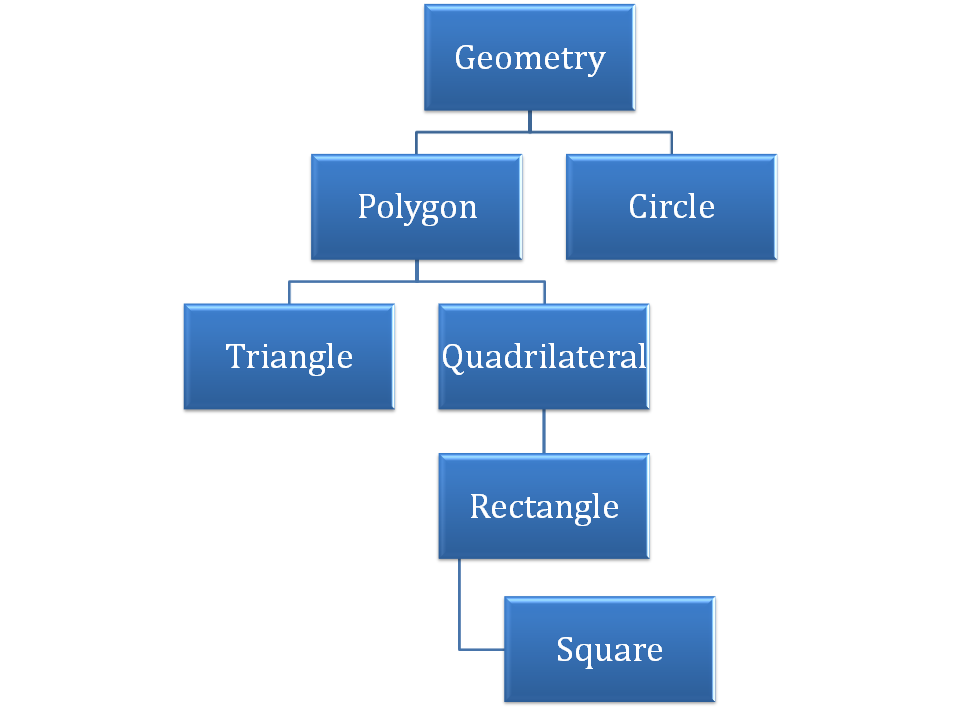 Geometry
Polygon
Circle
Triangle
Quadrilateral
Rectangle
Square